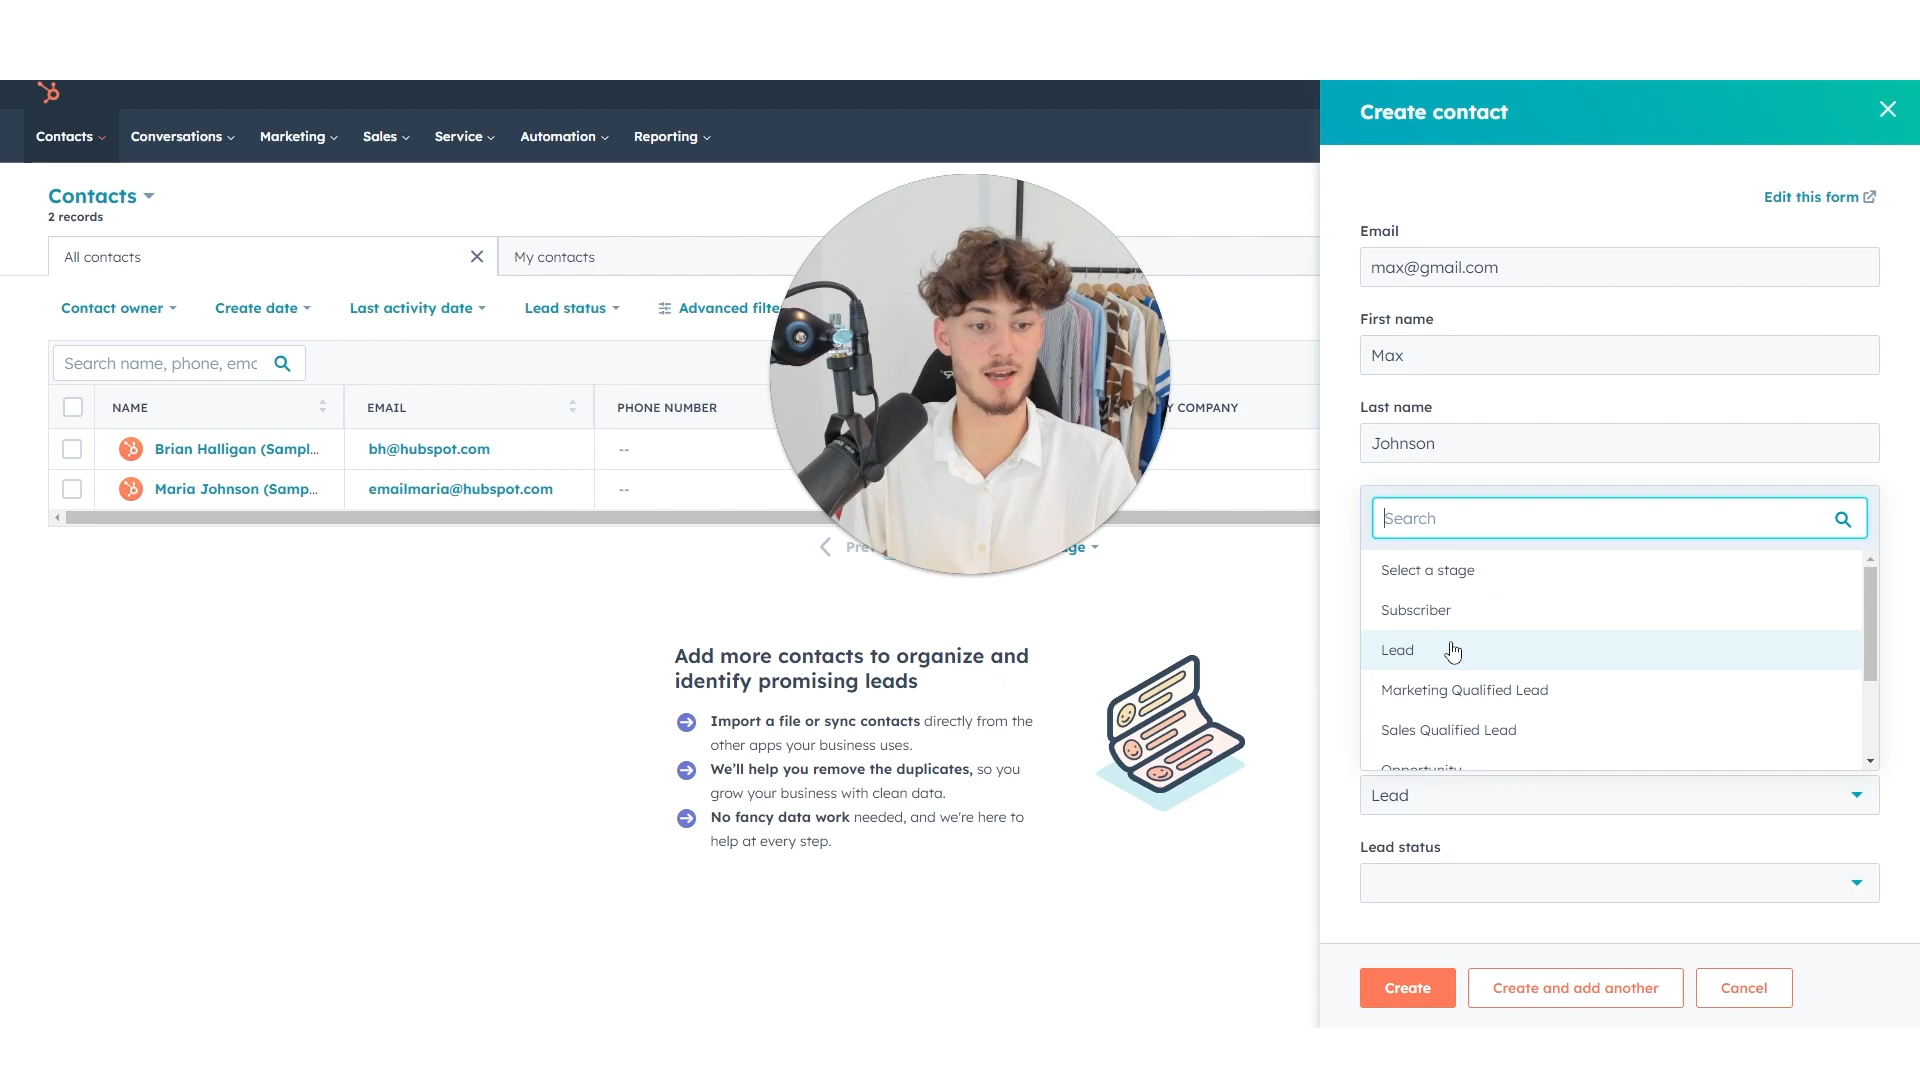 Create contact
Contacts
Conversations
Marketing
Sales
Service
Automation
Reporting
Contacts
2 records
All contacts
My contacts
Contact owner
Create date
Last activity date
Lead status
Search name, phone, emc
NAME
EMAIL
PHONE NUMBER
COMPANY
Brian Halligan (Sampl...
bh@hubspot.com
--
Maria Johnson (Samp...
emailmaria@hubspot.com
--
Add more contacts to organize and
identify promising leads
Import a file or sync contacts directly from the
other apps your business uses.
We'll help you remove the duplicates, so you
grow your business with clean data.
No fancy data work needed, and we're here to
help at every step.
Edit this form
Email
max@gmail.com
First name
Max
Last name
Johnson
Search
Select a stage
Subscriber
Lead
Marketing Qualified Lead
Sales Qualified Lead
Lead
Lead status
Create
Create and add another
Cancel